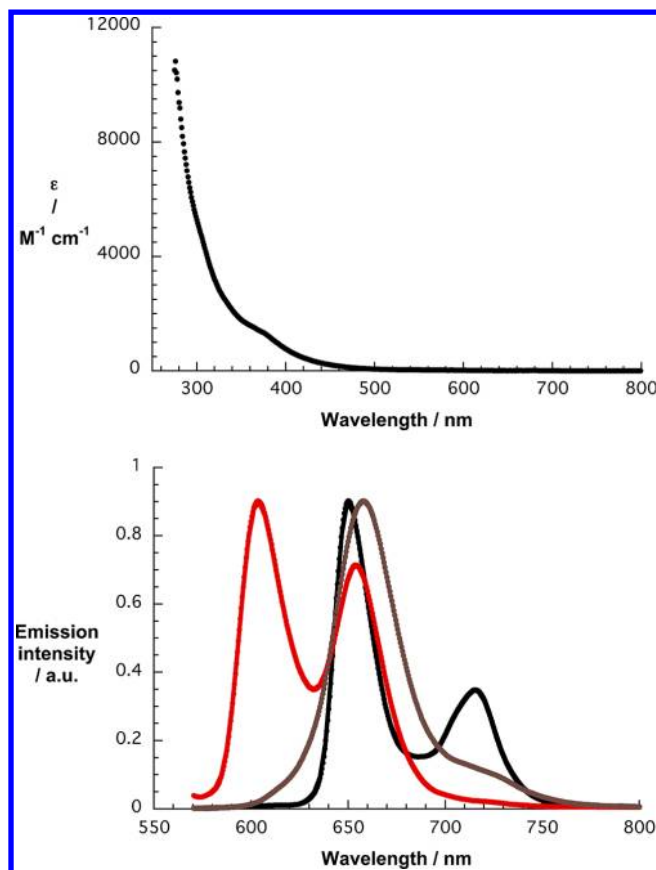 12000
8000
4000
0
ε
/
M⁻¹ cm⁻¹
300 400 500 600 700 800
Wavelength / nm
1
0.8
0.6
0.4
0.2
0
Emission
intensity
/ a.u.
550 600 650 700 750 800
Wavelength / nm